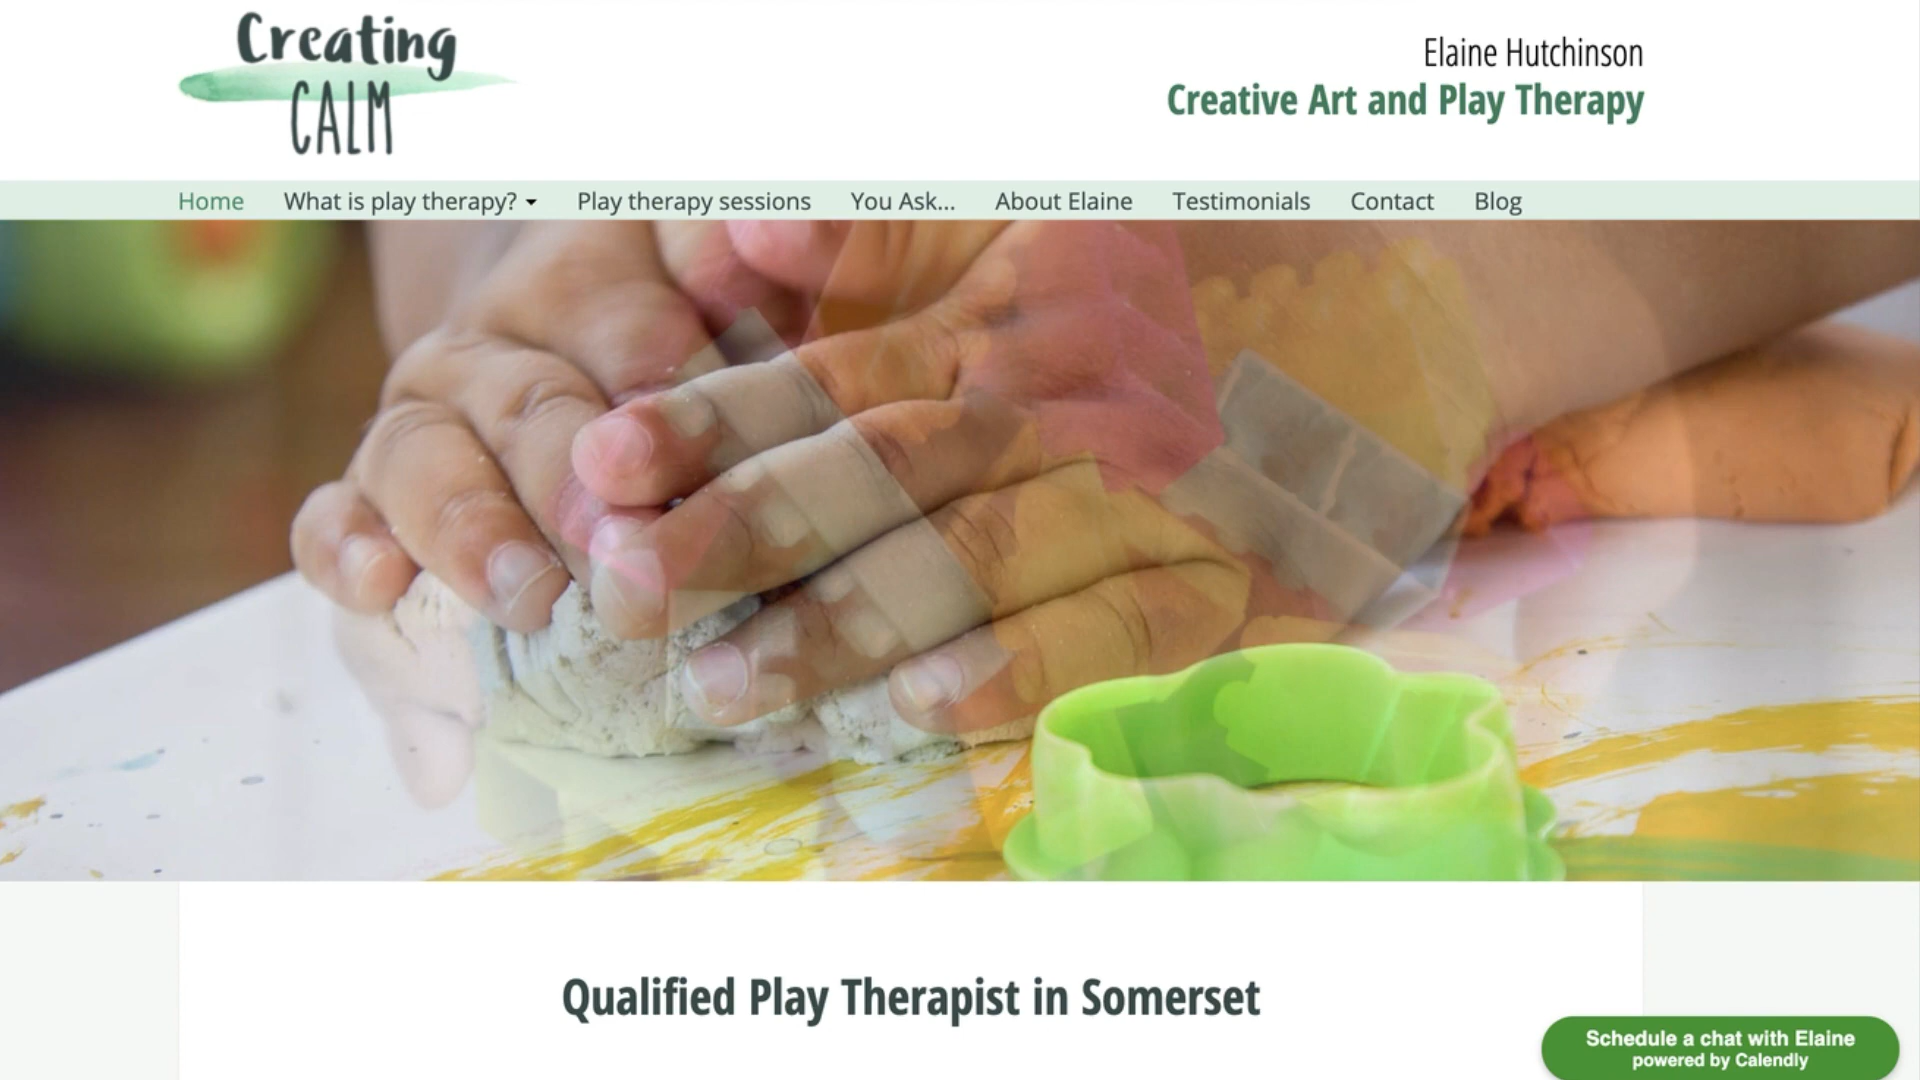 Creating
CALM
Elaine Hutchinson
Creative Art and Play Therapy
Home What is play therapy? Play therapy sessions You Ask... About Elaine Testimonials Contact Blog
Qualified Play Therapist in Somerset
Schedule a chat with Elaine
powered by Calendly